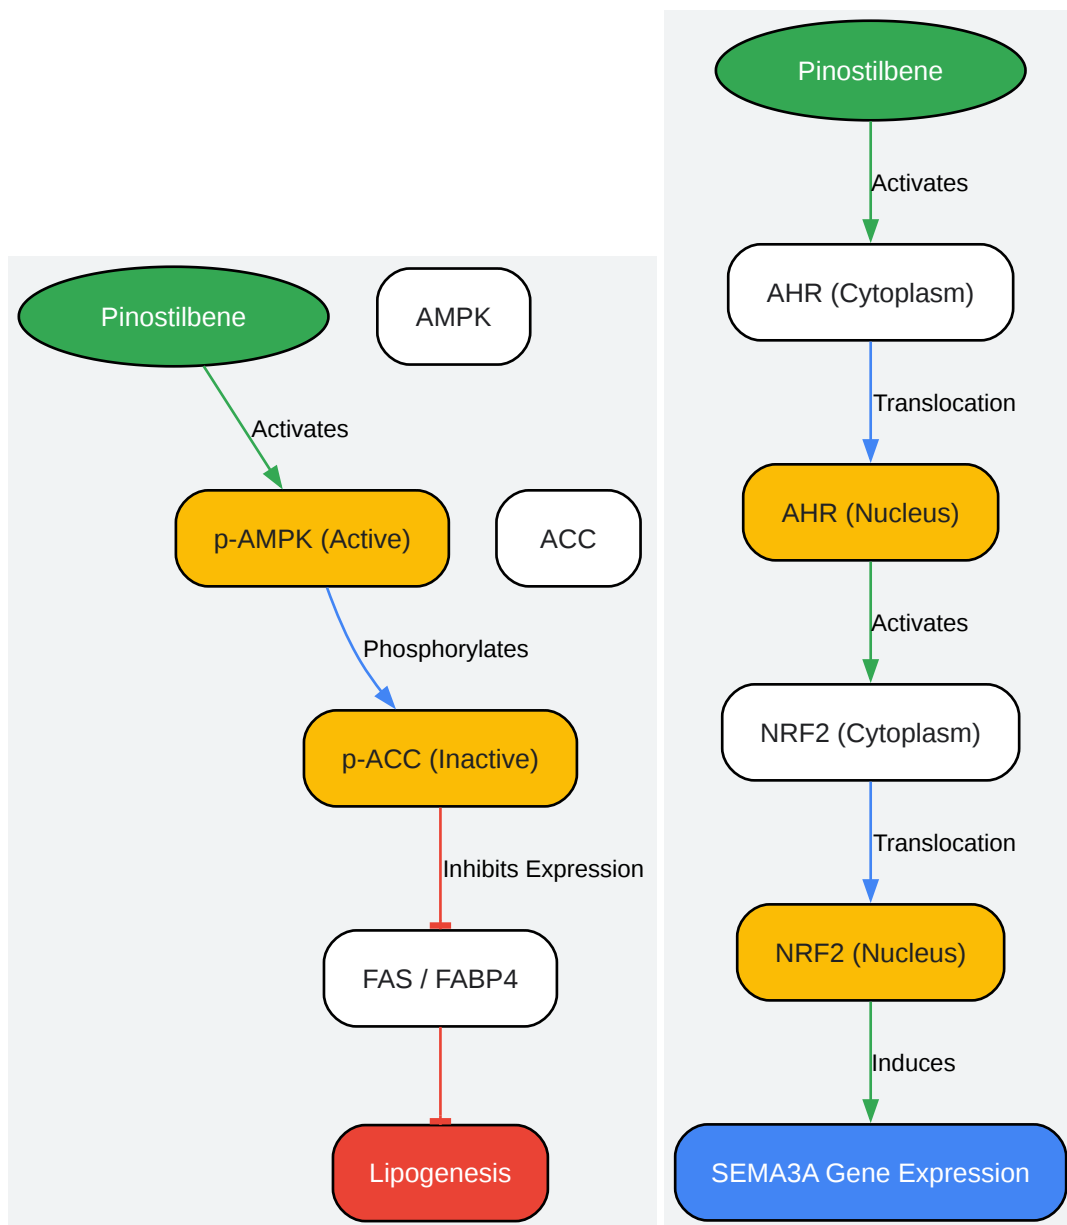 Pinostilbene
AMPK
Activates
p-AMPK (Active)
ACC
Phosphorylates
p-ACC (Inactive)
Inhibits Expression
FAS / FABP4
Lipogenesis
Pinostilbene
Activates
AHR (Cytoplasm)
Translocation
AHR (Nucleus)
Activates
NRF2 (Cytoplasm)
Translocation
NRF2 (Nucleus)
Induces
SEMA3A Gene Expression